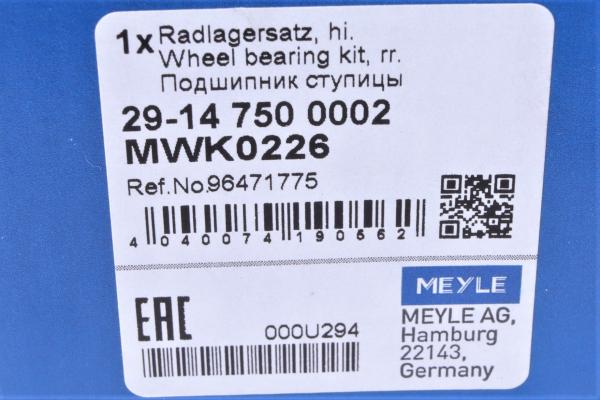 1x Radlagersatz, hi.
Wheel bearing kit, rr.
Подшипник ступицы
29-14 750 0002
MWK0226
Ref.No.96471775
4 040074 190562
MEYLE
EAC
000U294
MEYLE AG,
Hamburg
22143,
Germany